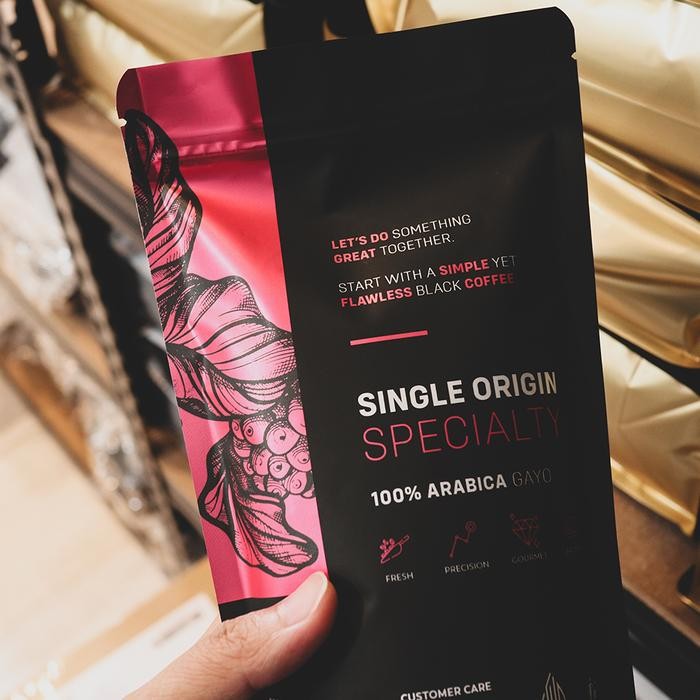 LET'S DO SOMETHING
GREAT TOGETHER.
START WITH A SIMPLE YET
FLAWLESS BLACK COFFEE
SINGLE ORIGIN
SPECIALTY
100% ARABICA GAYO
FRESH PRECISION GOURMET
CUSTOMER CARE